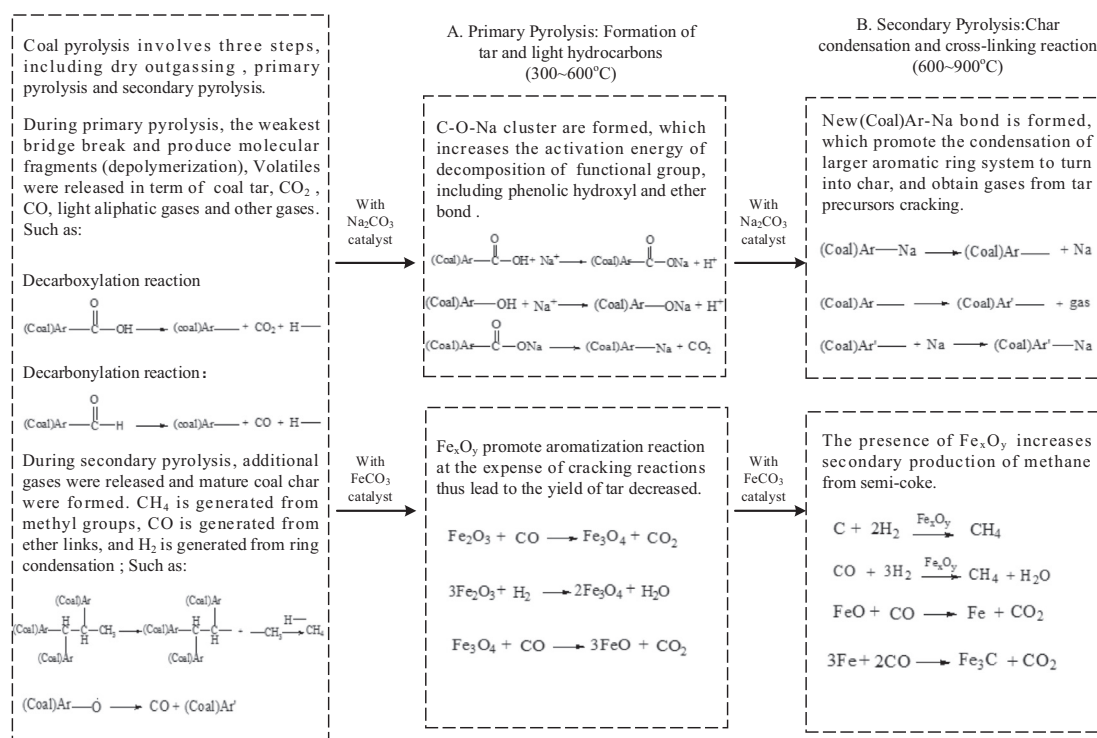 Coal pyrolysis involves three steps,
including dry outgassing , primary
pyrolysis and secondary pyrolysis.
During primary pyrolysis, the weakest
bridge break and produce molecular
fragments (depolymerization), Volatiles
were released in term of coal tar, CO₂ ,
CO, light aliphatic gases and other gases.
Such as:
Decarboxylation reaction
O
(Coal)Ar—C—OH → (coal)Ar— + CO₂ + H—
Decarbonylation reaction:
O
(Coal)Ar—C—H → (coal)Ar— + CO + H—
During secondary pyrolysis, additional
gases were released and mature coal char
were formed. CH₄ is generated from
methyl groups, CO is generated from
ether links, and H₂ is generated from ring
condensation ; Such as:
(Coal)Ar (Coal)Ar
H H H—
(Coal)Ar—C—C—CH₃ → (Coal)Ar—C—C— + —CH₃ → CH₄
H H
(Coal)Ar (Coal)Ar
(Coal)Ar—Ȯ → CO + (Coal)Ar'
With
Na₂CO₃
catalyst
With
FeCO₃
catalyst
A. Primary Pyrolysis: Formation of
tar and light hydrocarbons
(300~600°C)
C-O-Na cluster are formed, which
increases the activation energy of
decomposition of functional group,
including phenolic hydroxyl and ether
bond .
O O
(Coal)Ar—C—OH + Na⁺ → (Coal)Ar—C—ONa + H⁺
(Coal)Ar—OH + Na⁺ → (Coal)Ar—ONa + H⁺
O
(Coal)Ar—C—ONa → (Coal)Ar—Na + CO₂
FeₓOᵧ promote aromatization reaction
at the expense of cracking reactions
thus lead to the yield of tar decreased.
Fe₂O₃ + CO → Fe₃O₄ + CO₂
3Fe₂O₃ + H₂ → 2Fe₃O₄ + H₂O
Fe₃O₄ + CO → 3FeO + CO₂
With
Na₂CO₃
catalyst
With
FeCO₃
catalyst
B. Secondary Pyrolysis:Char
condensation and cross-linking reaction
(600~900°C)
New(Coal)Ar-Na bond is formed,
which promote the condensation of
larger aromatic ring system to turn
into char, and obtain gases from tar
precursors cracking.
(Coal)Ar—Na → (Coal)Ar— + Na
(Coal)Ar— → (Coal)Ar'— + gas
(Coal)Ar'— + Na → (Coal)Ar'—Na
The presence of FeₓOᵧ increases
secondary production of methane
from semi-coke.
FeₓOᵧ
C + 2H₂ → CH₄
FeₓOᵧ
CO + 3H₂ → CH₄ + H₂O
FeO + CO → Fe + CO₂
3Fe + 2CO → Fe₃C + CO₂